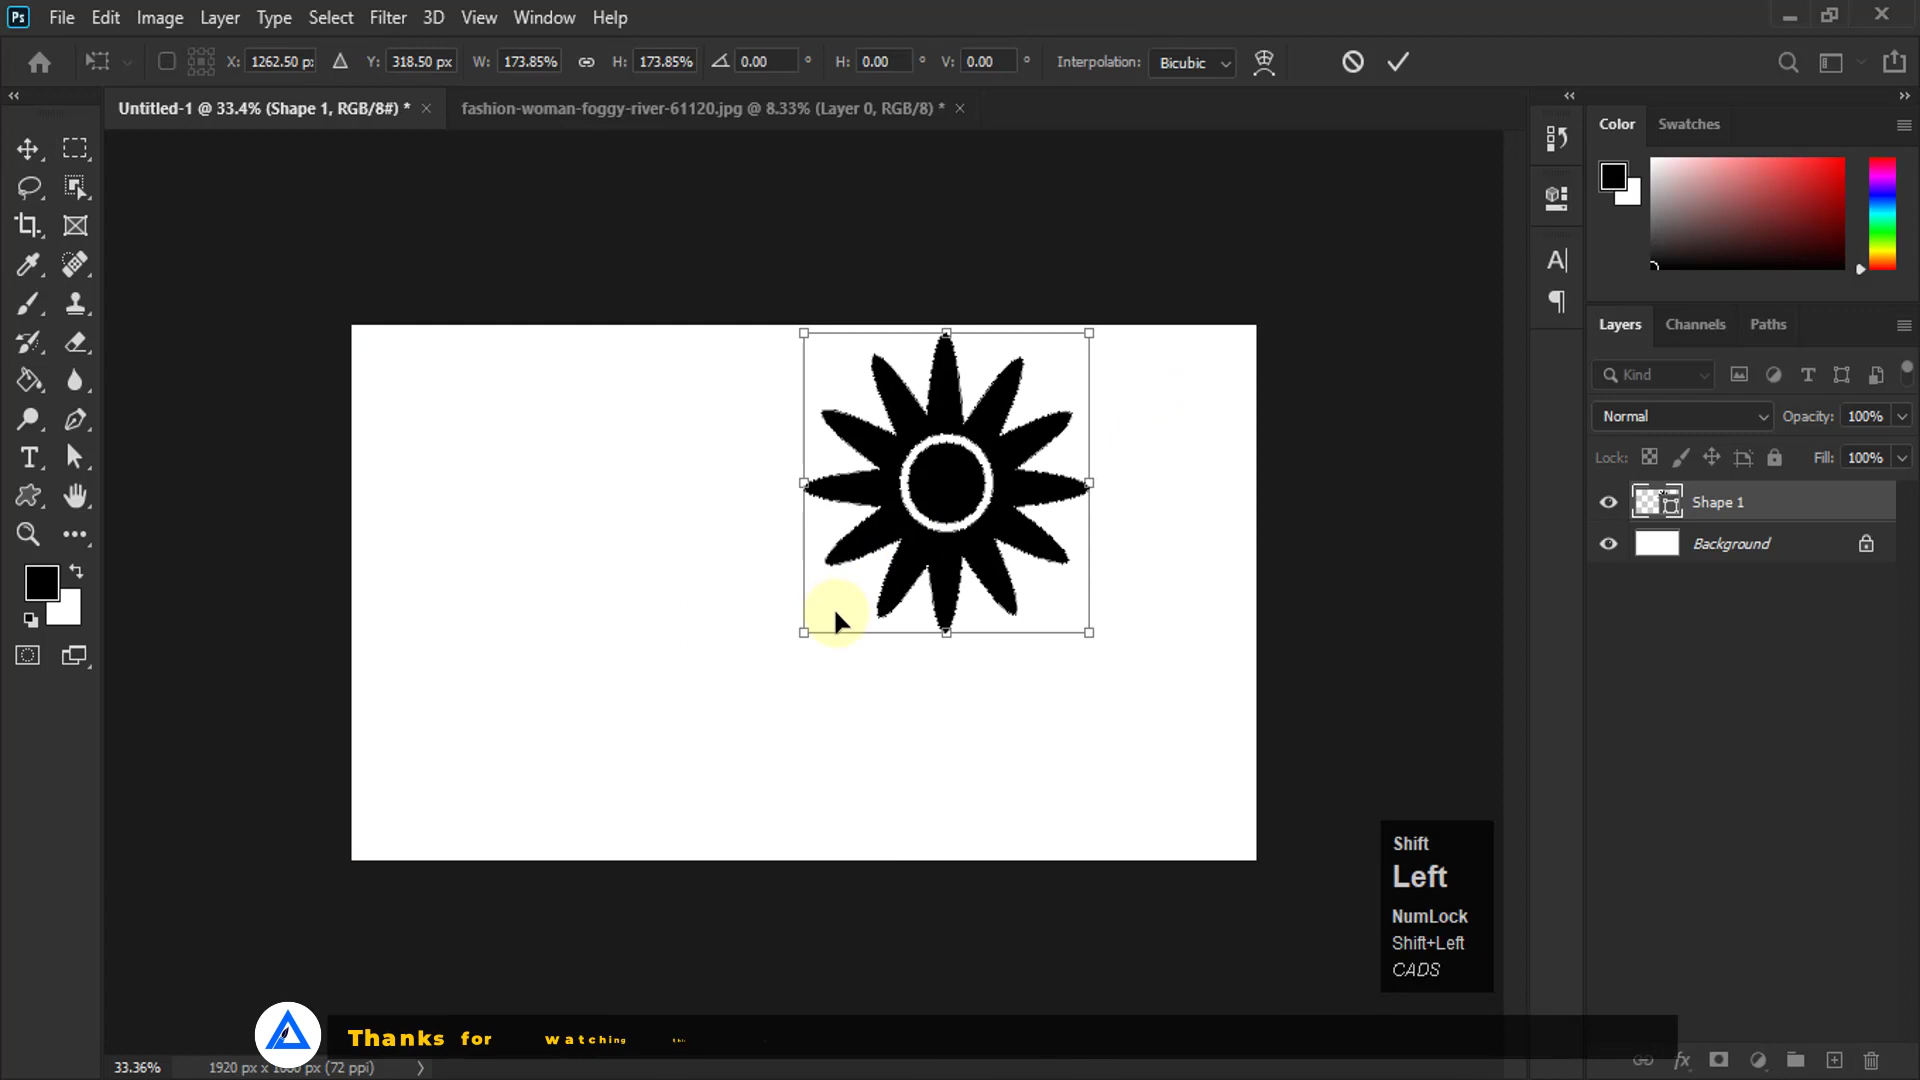 Ps File Edit Image Layer Type Select Filter 3D View Window Help
X: 1262.50 px Y: 318.50 px W: 173.85% H: 173.85% 0.00 ° H: 0.00 ° V: 0.00 ° Interpolation: Bicubic
Untitled-1 @ 33.4% (Shape 1, RGB/8#) * fashion-woman-foggy-river-61120.jpg @ 8.33% (Layer 0, RGB/8) *
Color Swatches
Layers Channels Paths
Kind
Normal Opacity: 100%
Lock: Fill: 100%
Shape 1
Background
Shift
Left
NumLock
Shift+Left
CADS
Thanks for watching
33.36% 1920 px x (72 ppi)